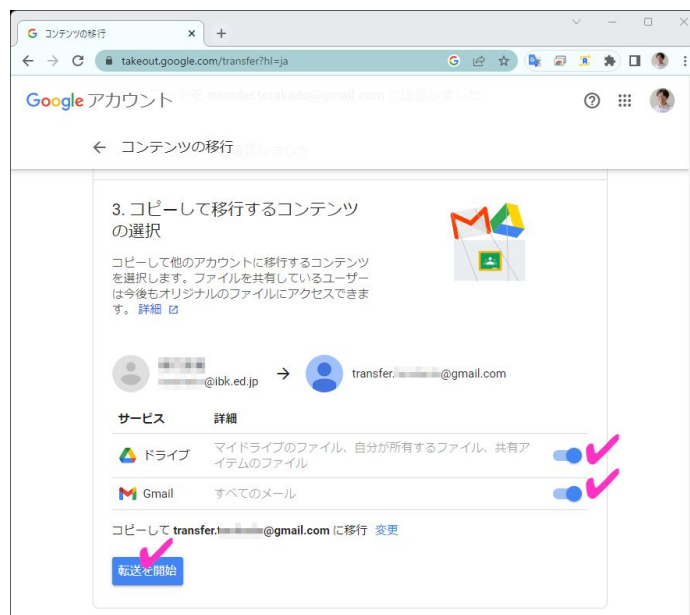 コンテンツの移行
takeout.google.com/transfer?hl=ja
Google アカウント
コンテンツの移行
3. コピーして移行するコンテンツ
の選択
コピーして他のアカウントに移行するコンテンツ
を選択します。ファイルを共有しているユーザー
は今後もオリジナルのファイルにアクセスできま
す。 詳細
@ibk.ed.jp → transfer. @gmail.com
サービス 詳細
ドライブ マイドライブのファイル、自分が所有するファイル、共有ア
イテムのファイル
Gmail すべてのメール
コピーして transfer. @gmail.com に移行 変更
転送を開始